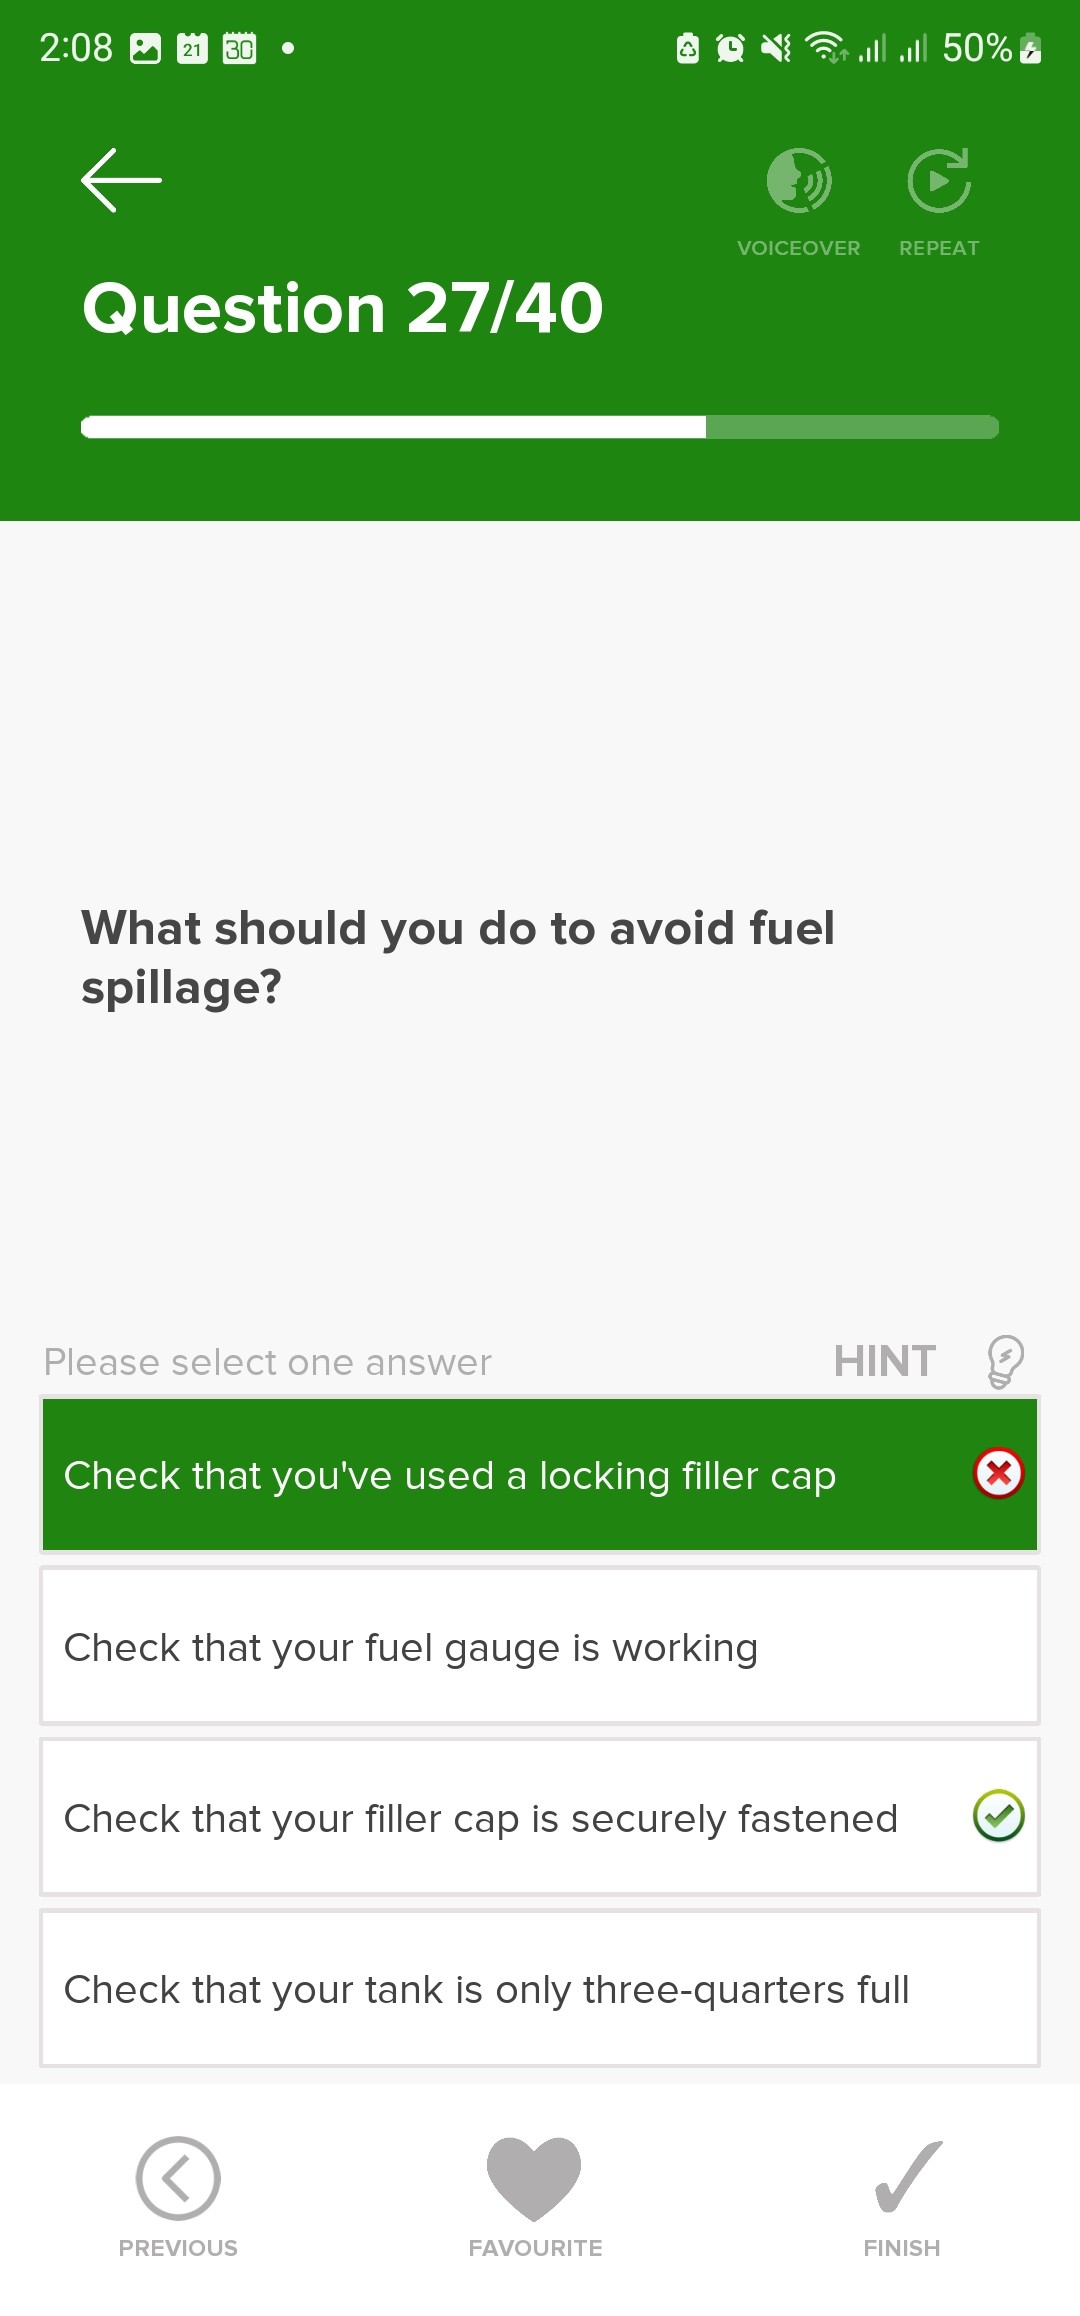 2:08 21 30 50%
VOICEOVER REPEAT
Question 27/40
What should you do to avoid fuel
spillage?
Please select one answer HINT
Check that you've used a locking filler cap
Check that your fuel gauge is working
Check that your filler cap is securely fastened
Check that your tank is only three-quarters full
PREVIOUS FAVOURITE FINISH